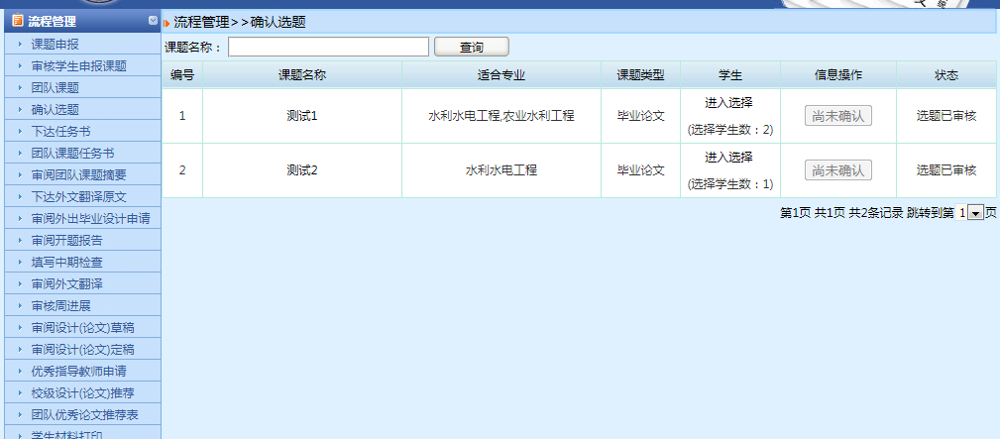 流程管理
课题申报
审核学生申报课题
团队课题
确认选题
下达任务书
团队课题任务书
审阅团队课题摘要
下达外文翻译原文
审阅外出毕业设计申请
审阅开题报告
填写中期检查
审阅外文翻译
审核周进展
审阅设计(论文)草稿
审阅设计(论文)定稿
优秀指导教师申请
校级设计(论文)推荐
团队优秀论文推荐表
学生材料打印
流程管理>>确认选题
课题名称： 查询
编号 课题名称 适合专业 课题类型 学生 信息操作 状态
1 测试1 水利水电工程,农业水利工程 毕业论文 进入选择 尚未确认 选题已审核
(选择学生数：2)
2 测试2 水利水电工程 毕业论文 进入选择 尚未确认 选题已审核
(选择学生数：1)
第1页 共1页 共2条记录 跳转到第 1 页